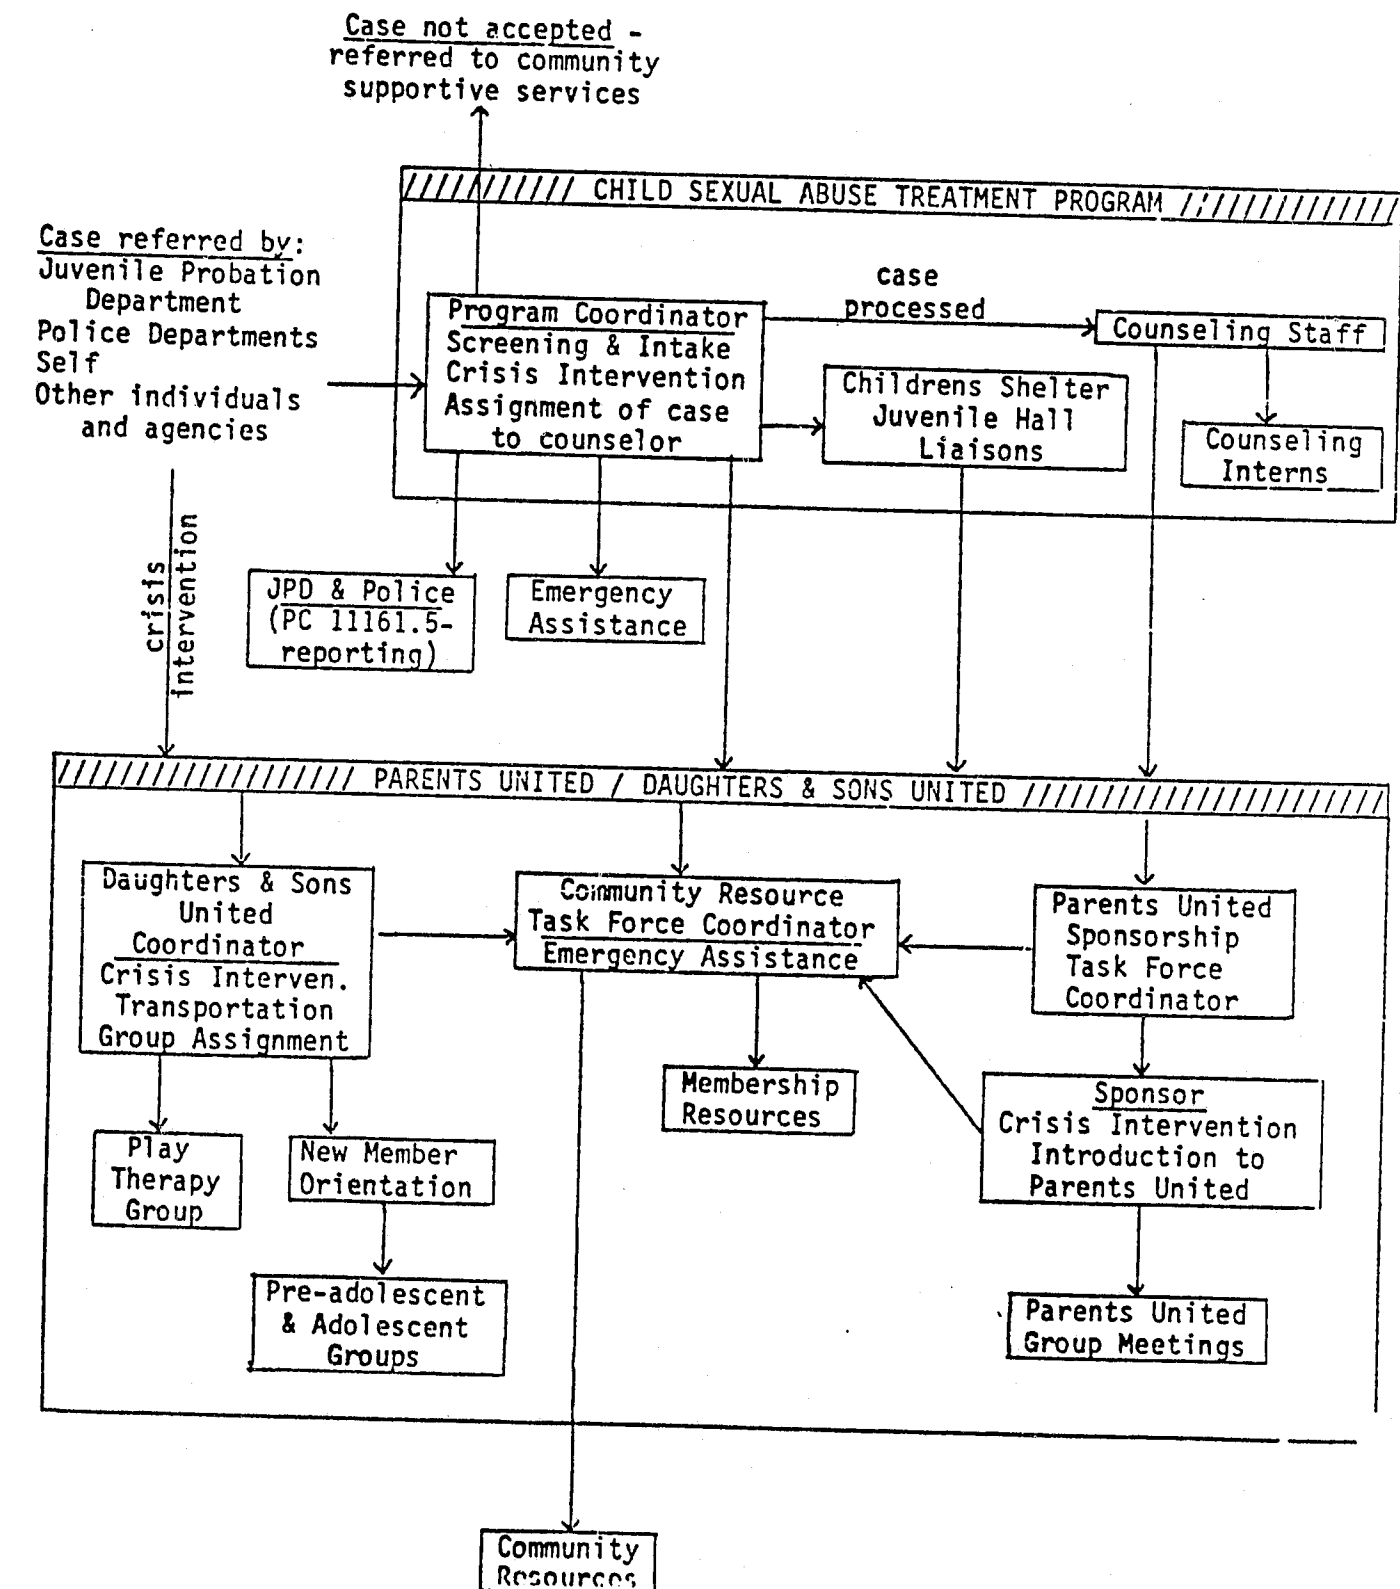 Case not accepted -
referred to community
supportive services
CHILD SEXUAL ABUSE TREATMENT PROGRAM
Case referred by:
Juvenile Probation
Department
Police Departments
Self
Other individuals
and agencies
Program Coordinator
Screening & Intake
Crisis Intervention
Assignment of case
to counselor
case
processed
Counseling Staff
Childrens Shelter
Juvenile Hall
Liaisons
Counseling
Interns
crisis
intervention
JPD & Police
(PC 11161.5-
reporting)
Emergency
Assistance
PARENTS UNITED / DAUGHTERS & SONS UNITED
Daughters & Sons
United
Coordinator
Crisis Interven.
Transportation
Group Assignment
Community Resource
Task Force Coordinator
Emergency Assistance
Parents United
Sponsorship
Task Force
Coordinator
Membership
Resources
Sponsor
Crisis Intervention
Introduction to
Parents United
Play
Therapy
Group
New Member
Orientation
Pre-adolescent
& Adolescent
Groups
Parents United
Group Meetings
Community
Resources